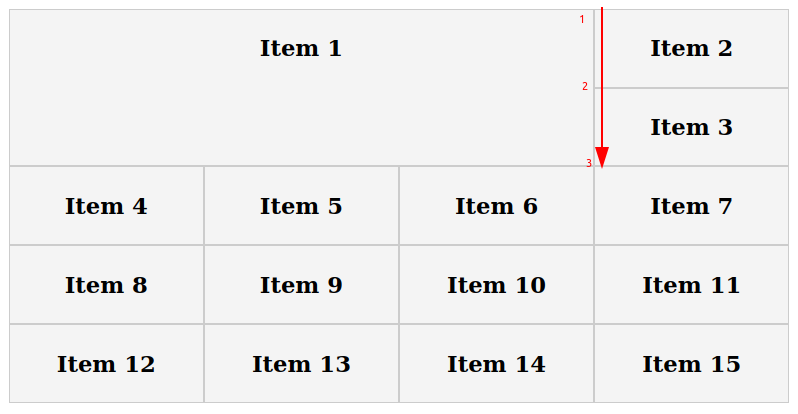 1
Item 1
Item 2
2
Item 3
3
Item 4
Item 5
Item 6
Item 7
Item 8
Item 9
Item 10
Item 11
Item 12
Item 13
Item 14
Item 15